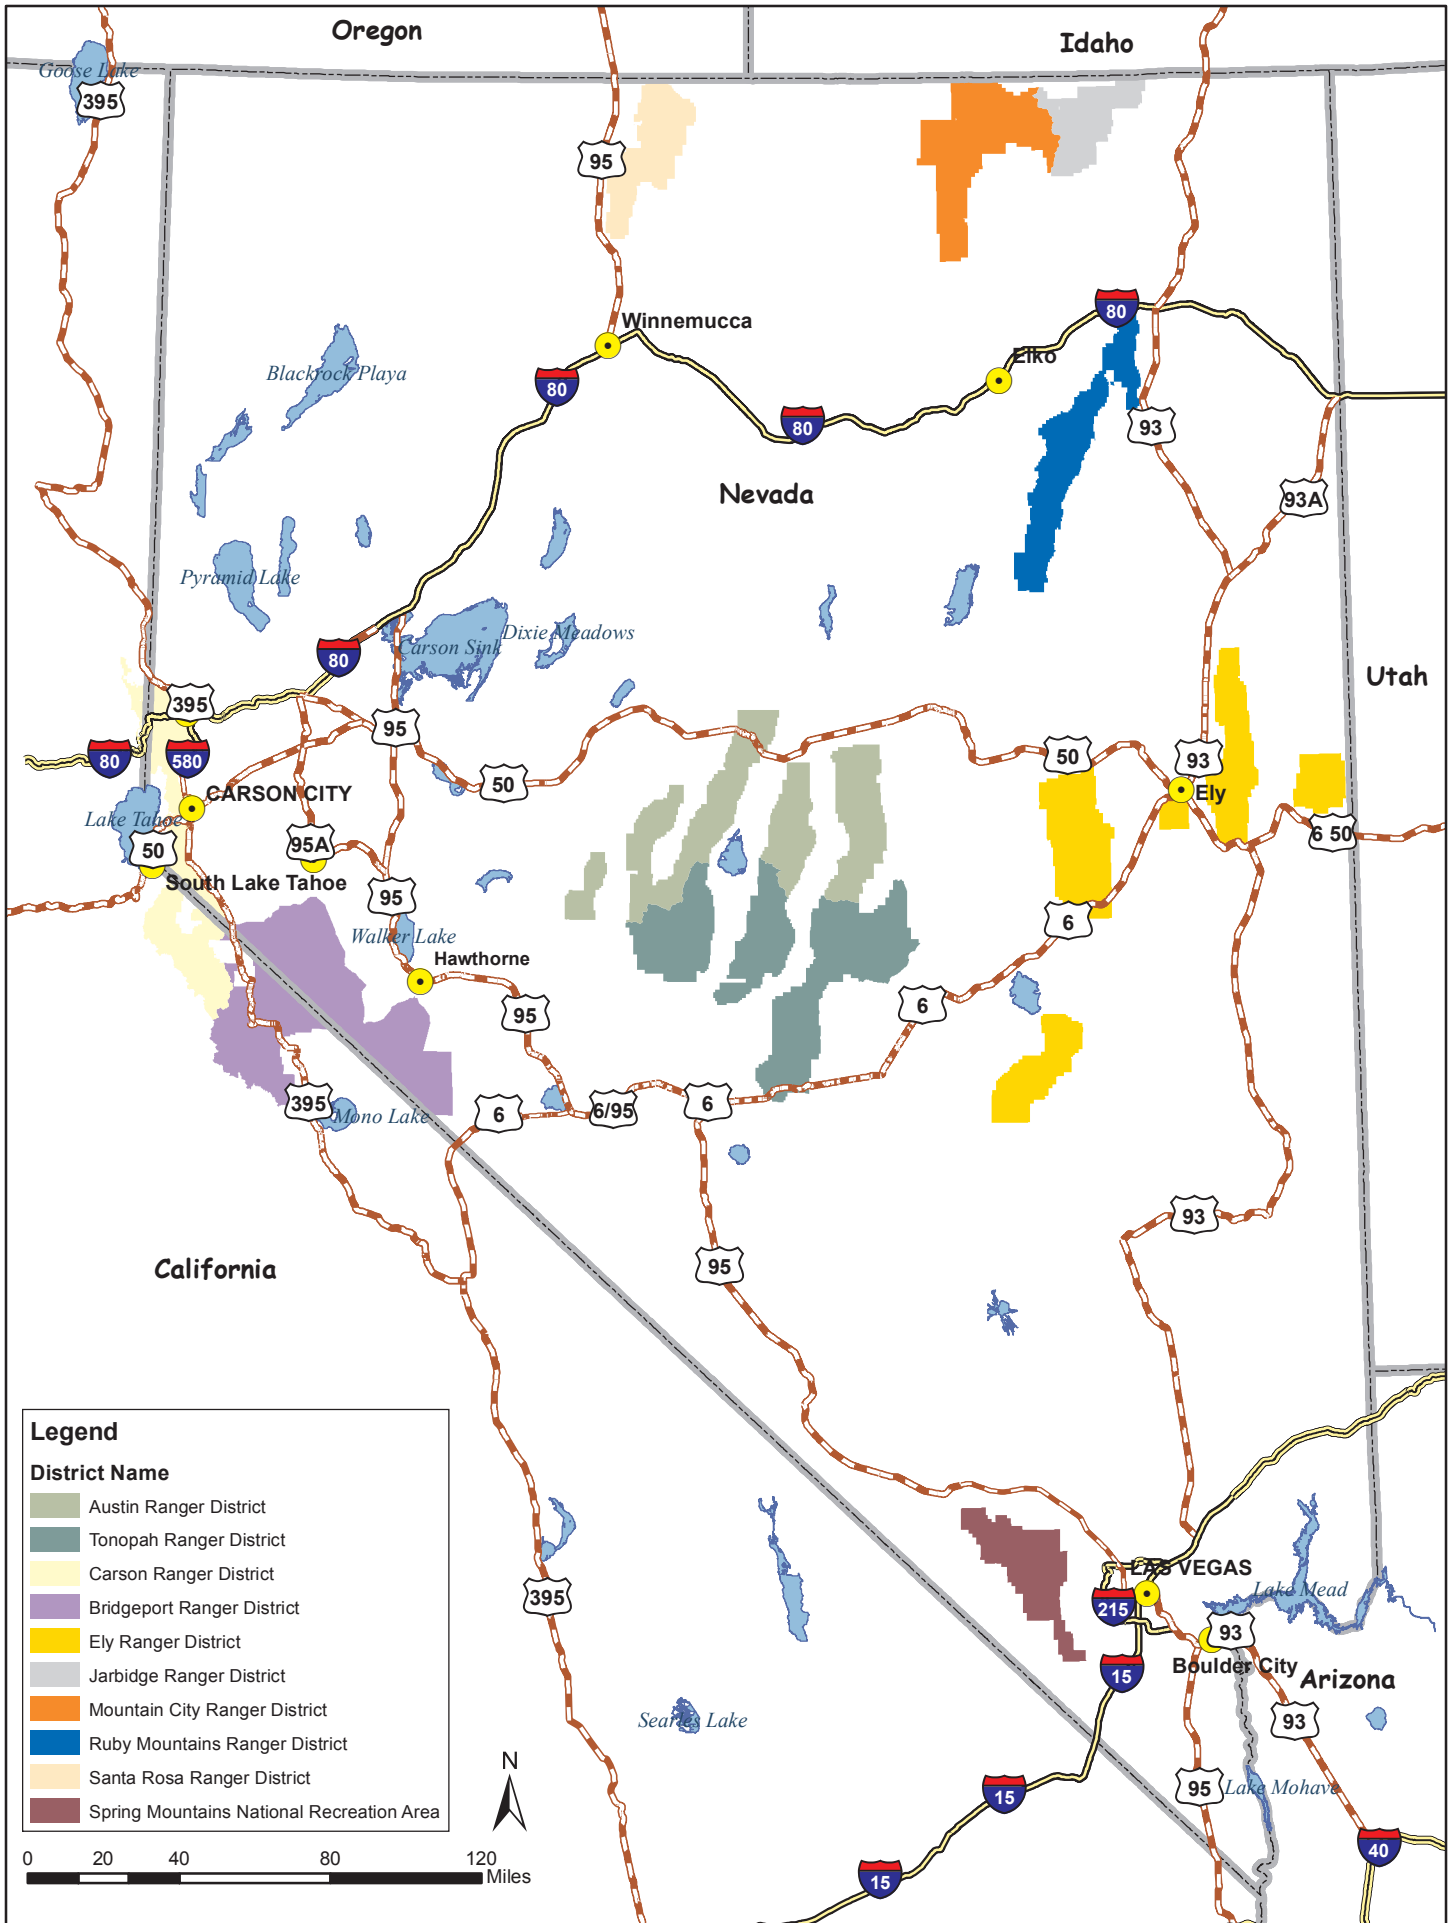 Oregon
Idaho
Goose Lake
395
95
80
Winnemucca
Elko
Blackrock Playa
80
80
93
Nevada
93A
Pyramid Lake
Dixie Meadows
Carson Sink
80
Utah
395
95
50
93
80
580
50
Ely
CARSON CITY
Lake Tahoe
6 50
50
95A
South Lake Tahoe
95
6
Walker Lake
Hawthorne
6
95
395
Mono Lake
6
6/95
6
93
95
California
Legend
District Name
Austin Ranger District
Tonopah Ranger District
Carson Ranger District
Bridgeport Ranger District
Ely Ranger District
Jarbidge Ranger District
Mountain City Ranger District
Ruby Mountains Ranger District
Santa Rosa Ranger District
Spring Mountains National Recreation Area
LAS VEGAS
395
215
Lake Mead
93
Boulder City
15
Arizona
Searles Lake
93
N
95
Lake Mohave
15
40
15
0 20 40 80 120
Miles